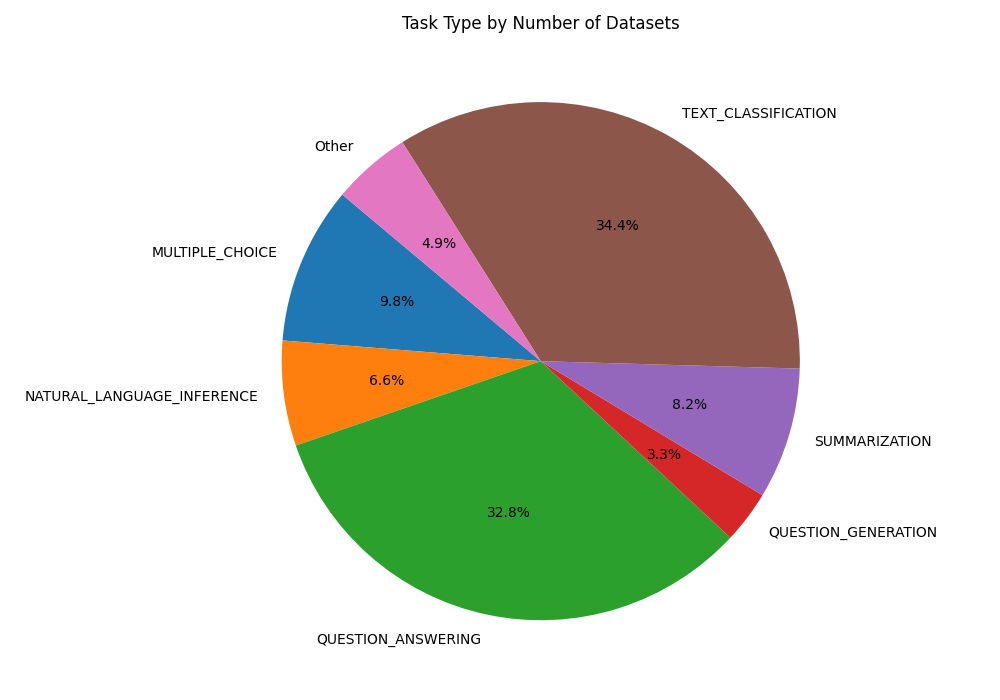 Task Type by Number of Datasets
TEXT_CLASSIFICATION
Other
34.4%
4.9%
MULTIPLE_CHOICE
9.8%
6.6%
NATURAL_LANGUAGE_INFERENCE
8.2%
SUMMARIZATION
3.3%
32.8%
QUESTION_GENERATION
QUESTION_ANSWERING